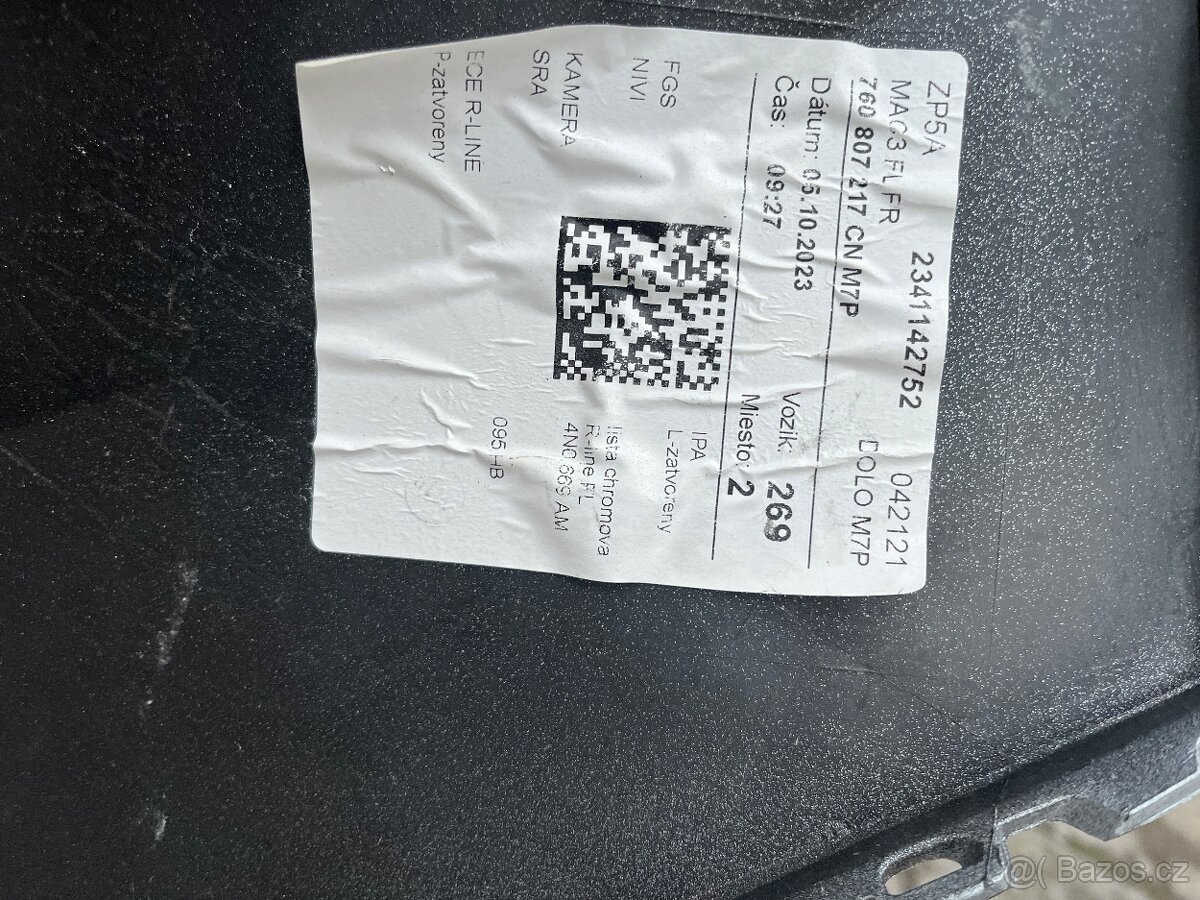 ZP5A 2341142752 042121
MAC3 FL FR DOLO M7P
760 807 217 CN M7P
Dátum: 05.10.2023 Vozik: 269
Čas: 09:27 Miesto: 2
FGS IPA
NIVI L-zatvoreny
KAMERA lista chromova
SRA R-line FL
4N0 869 AM
ECE R-LINE 095 HB
P-zatvoreny
@( Bazos.cz